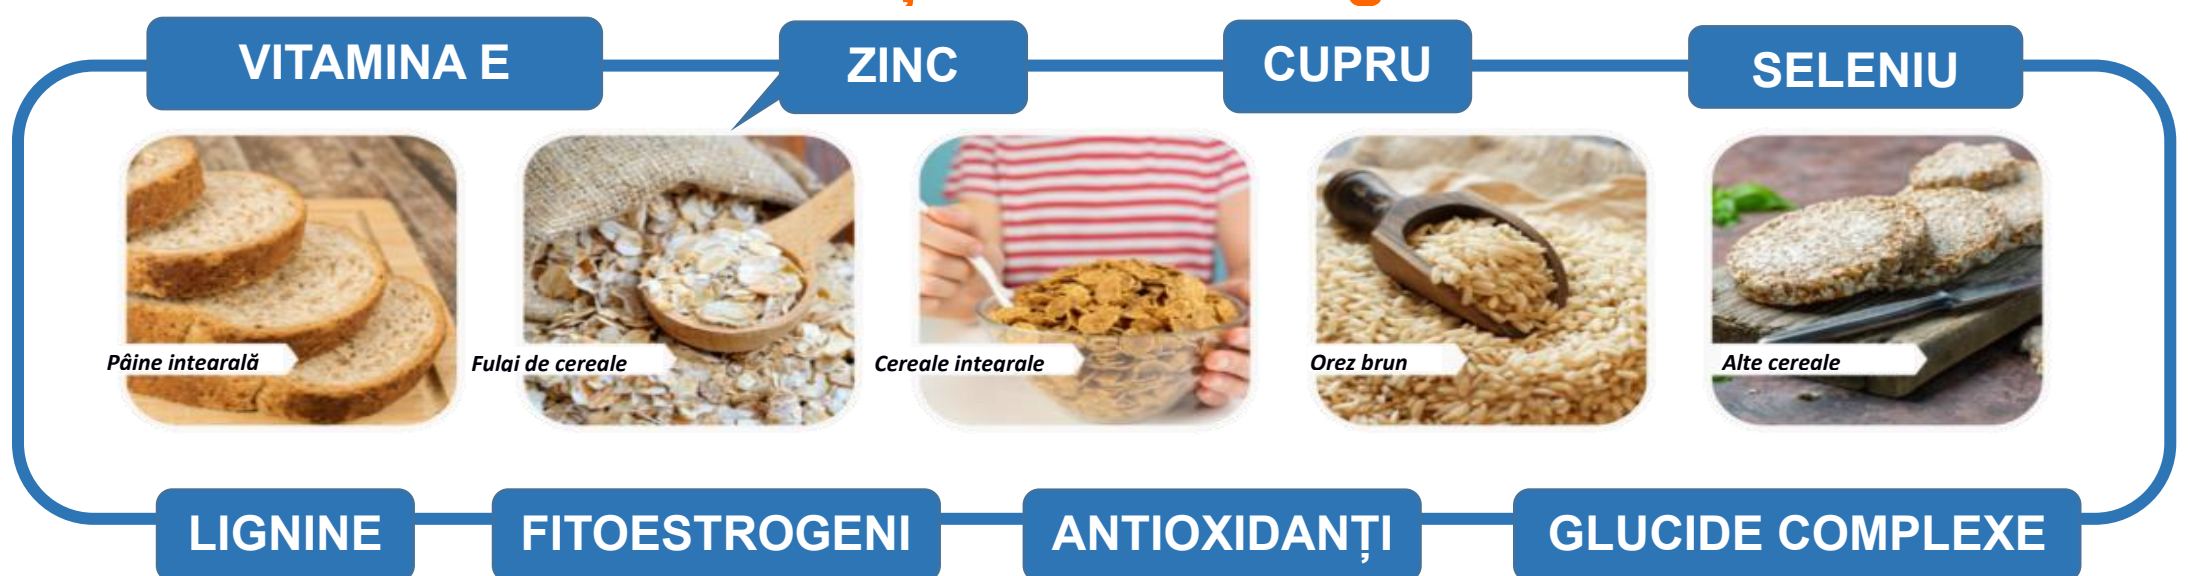 VITAMINA E
ZINC
CUPRU
SELENIU
Pâine integrală
Fulgi de cereale
Cereale integrale
Orez brun
Alte cereale
LIGNINE
FITOESTROGENI
ANTIOXIDANȚI
GLUCIDE COMPLEXE